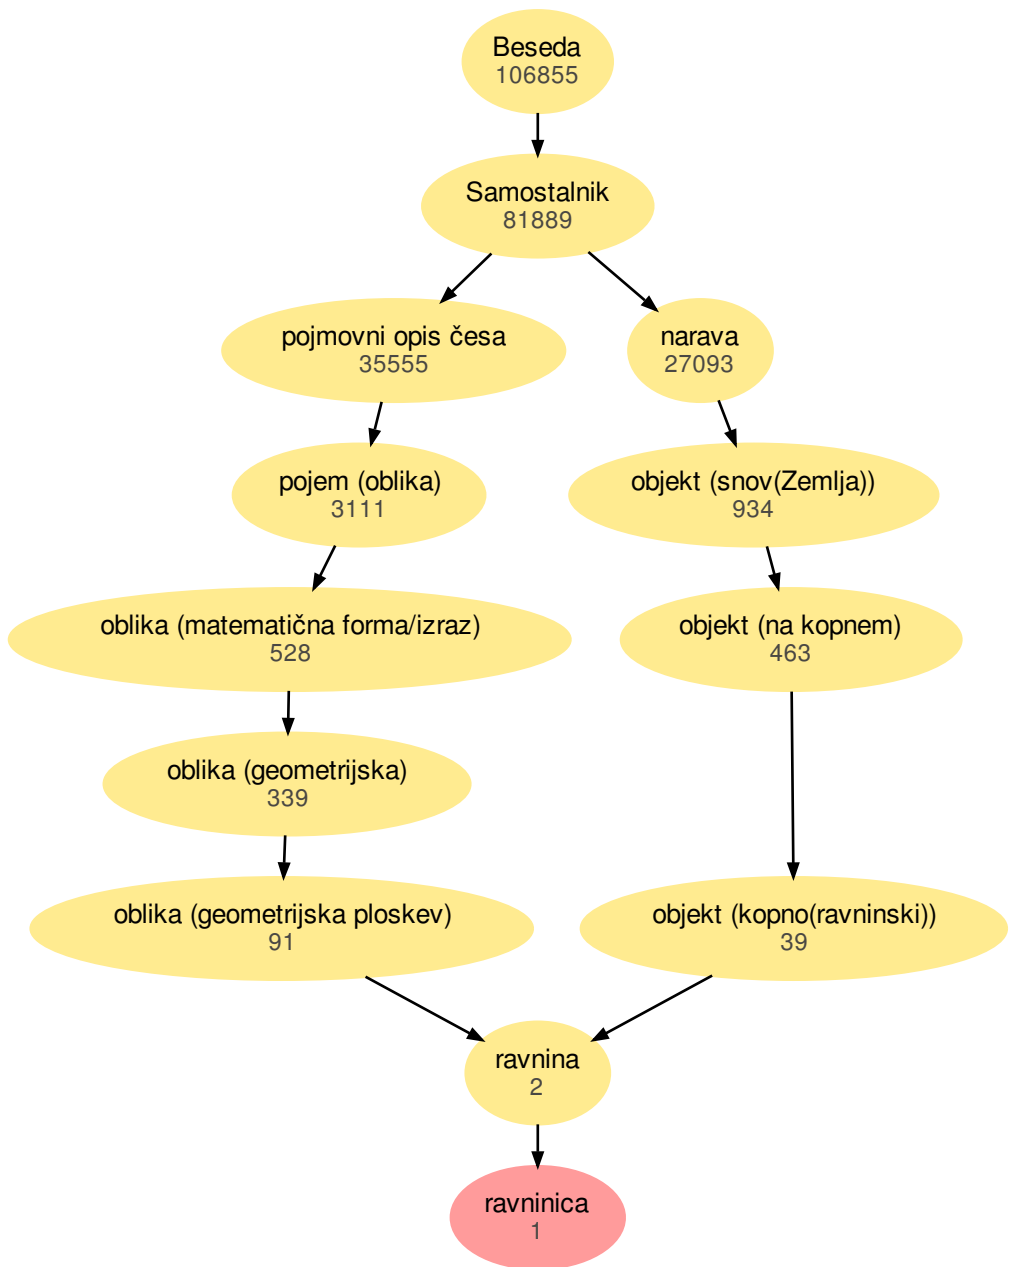 Beseda
106855
Samostalnik
81889
pojmovni opis česa
35555
narava
27093
pojem (oblika)
3111
objekt (snov(Zemlja))
934
oblika (matematična forma/izraz)
528
objekt (na kopnem)
463
oblika (geometrijska)
339
oblika (geometrijska ploskev)
91
objekt (kopno(ravninski))
39
ravnina
2
ravninica
1